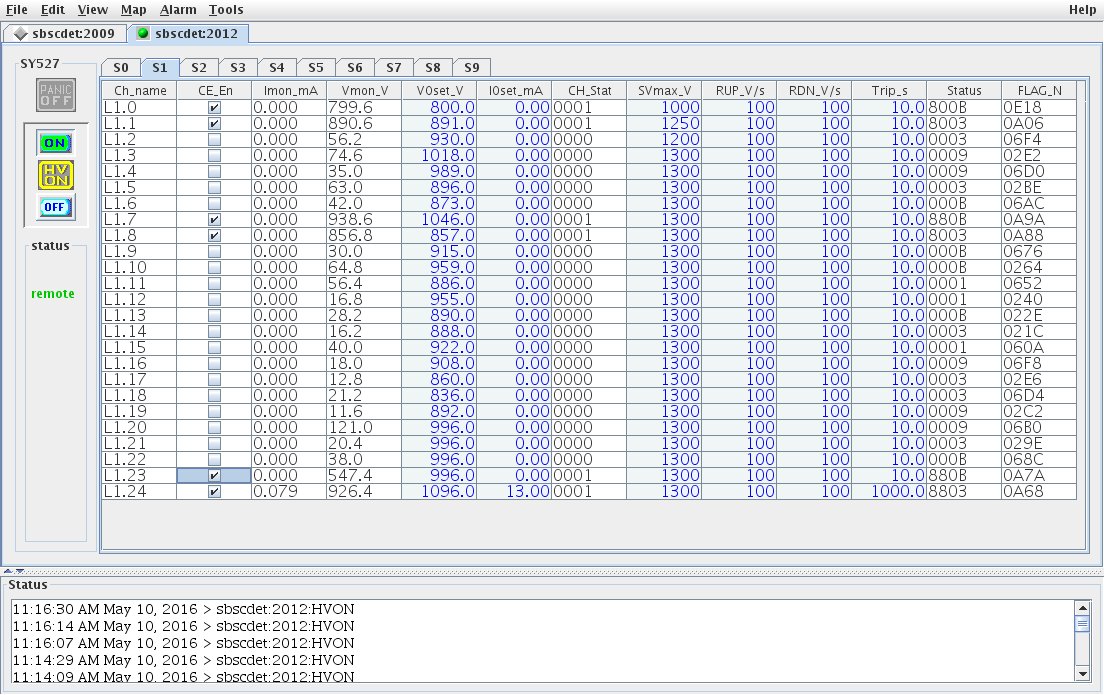 File Edit View Map Alarm Tools Help
sbscdet:2009 sbscdet:2012
SY527
S0 S1 S2 S3 S4 S5 S6 S7 S8 S9
PANIC OFF
ON
HV ON
OFF
status
remote
Ch_name CE_En Imon_mA Vmon_V V0set_V I0set_mA CH_Stat SVmax_V RUP_V/s RDN_V/s Trip_s Status FLAG_N
L1.0 0.000 799.6 800.0 0.00 0000 1000 100 100 10.0 800B 0E18
L1.1 0.000 890.6 891.0 0.00 0001 1250 100 100 10.0 8003 0A06
L1.2 0.000 56.2 930.0 0.00 0000 1200 100 100 10.0 0003 06F4
L1.3 0.000 74.6 1018.0 0.00 0000 1300 100 100 10.0 0009 02E2
L1.4 0.000 35.0 989.0 0.00 0000 1300 100 100 10.0 0009 06D0
L1.5 0.000 63.0 896.0 0.00 0000 1300 100 100 10.0 0003 02BE
L1.6 0.000 42.0 873.0 0.00 0000 1300 100 100 10.0 000B 06AC
L1.7 0.000 938.6 1046.0 0.00 0001 1300 100 100 10.0 880B 0A9A
L1.8 0.000 856.8 857.0 0.00 0001 1300 100 100 10.0 8003 0A88
L1.9 0.000 30.0 915.0 0.00 0000 1300 100 100 10.0 000B 0676
L1.10 0.000 64.8 959.0 0.00 0000 1300 100 100 10.0 000B 0264
L1.11 0.000 56.4 886.0 0.00 0000 1300 100 100 10.0 0001 0652
L1.12 0.000 16.8 955.0 0.00 0000 1300 100 100 10.0 0001 0240
L1.13 0.000 28.2 890.0 0.00 0000 1300 100 100 10.0 000B 022E
L1.14 0.000 16.2 888.0 0.00 0000 1300 100 100 10.0 0003 021C
L1.15 0.000 40.0 922.0 0.00 0000 1300 100 100 10.0 0001 060A
L1.16 0.000 18.0 908.0 0.00 0000 1300 100 100 10.0 0009 06F8
L1.17 0.000 12.8 860.0 0.00 0000 1300 100 100 10.0 0003 02E6
L1.18 0.000 21.2 836.0 0.00 0000 1300 100 100 10.0 0003 06D4
L1.19 0.000 11.6 892.0 0.00 0000 1300 100 100 10.0 0009 02C2
L1.20 0.000 121.0 996.0 0.00 0000 1300 100 100 10.0 0009 06B0
L1.21 0.000 20.4 996.0 0.00 0000 1300 100 100 10.0 0003 029E
L1.22 0.000 38.0 996.0 0.00 0000 1300 100 100 10.0 000B 068C
L1.23 0.000 547.4 996.0 0.00 0001 1300 100 100 10.0 880B 0A7A
L1.24 0.079 926.4 1096.0 13.00 0001 1300 100 100 1000.0 8803 0A68
Status
11:16:30 AM May 10, 2016 > sbscdet:2012:HVON
11:16:14 AM May 10, 2016 > sbscdet:2012:HVON
11:16:07 AM May 10, 2016 > sbscdet:2012:HVON
11:14:29 AM May 10, 2016 > sbscdet:2012:HVON
11:14:09 AM May 10, 2016 > sbscdet:2012:HVON